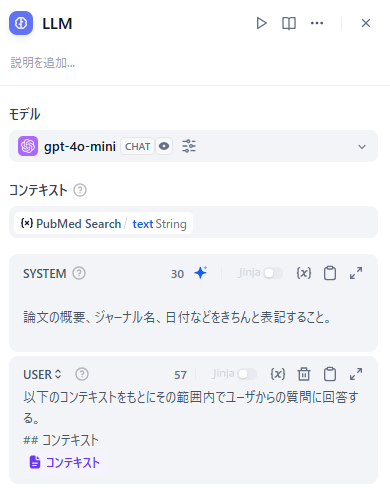 LLM
説明を追加...
モデル
gpt-4o-mini CHAT
コンテキスト
{x} PubMed Search / text String
SYSTEM 30 Jinja {x}
論文の概要、ジャーナル名、日付などをきちんと表記すること。
USER 57 Jinja {x}
以下のコンテキストをもとにその範囲内でユーザからの質問に回答す
る。
## コンテキスト
コンテキスト